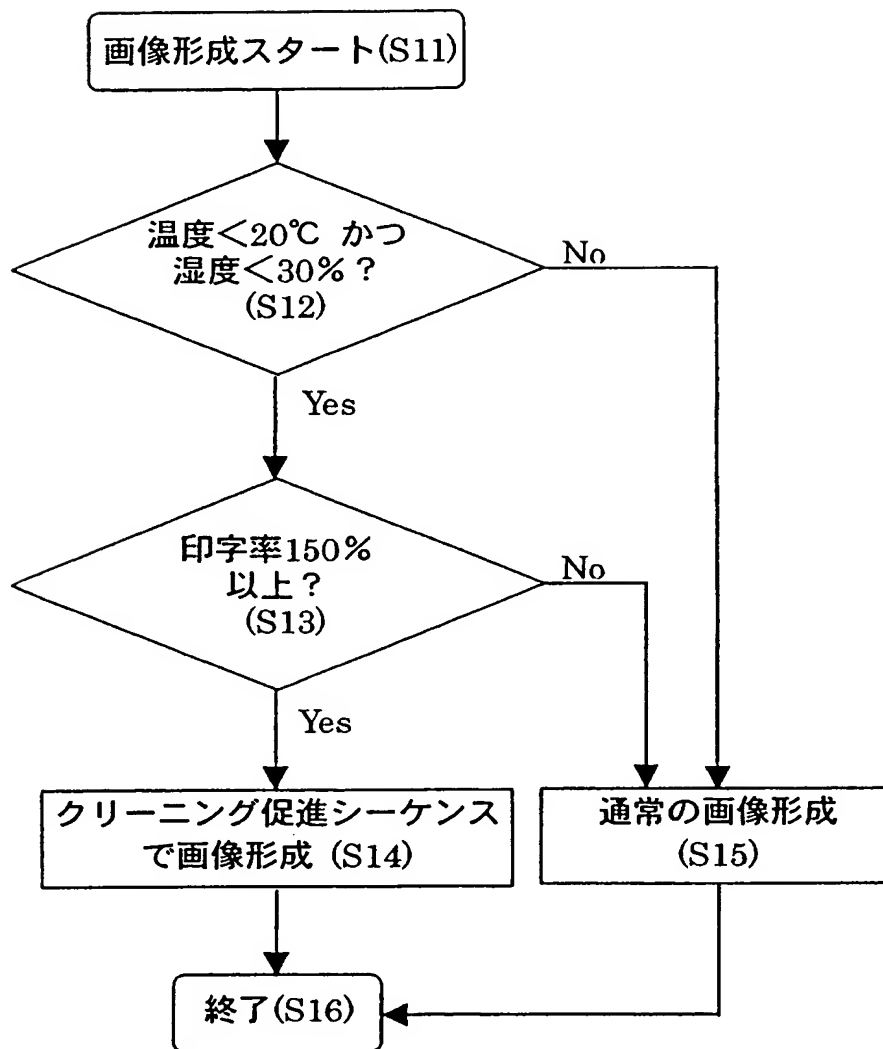 画像形成スタート(S11)
温度<20℃ かつ
湿度<30%?
(S12)
No
Yes
印字率150%
以上?
(S13)
No
Yes
クリーニング促進シーケンス
で画像形成 (S14)
通常の画像形成
(S15)
終了(S16)